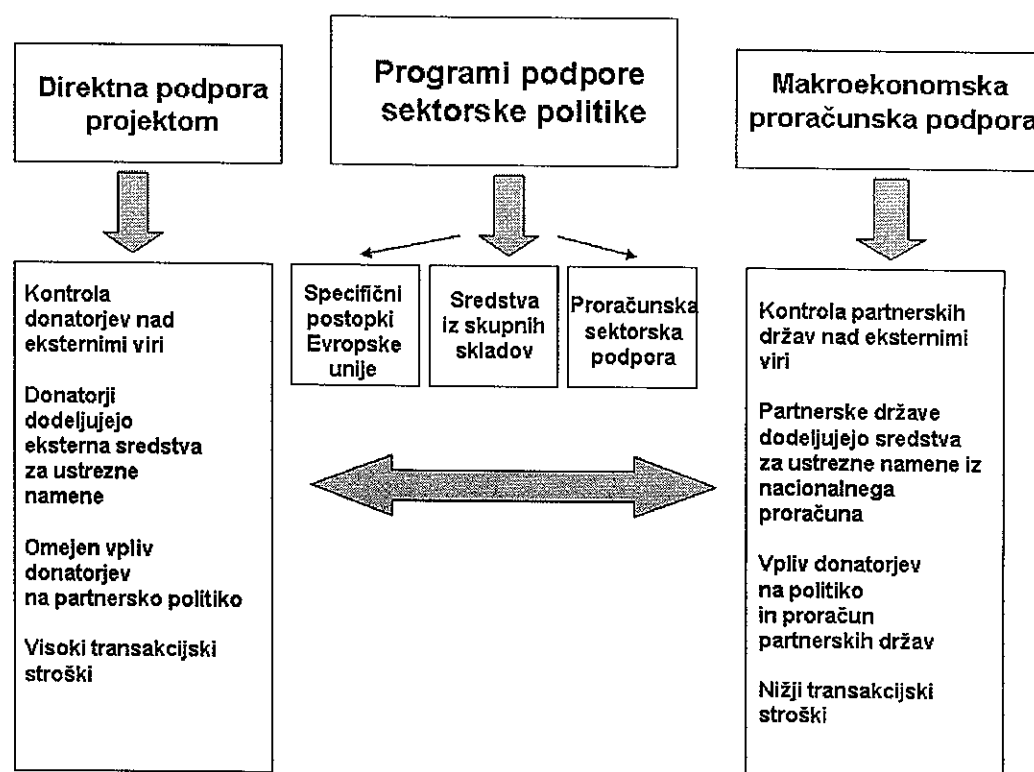 Direktna podpora
projektom
Programi podpore
sektorske politike
Makroekonomska
proračunska podpora
Kontrola
donatorjev nad
eksternimi viri
Donatorji
dodeljujejo
eksterna sredstva
za ustrezne
namene
Omejen vpliv
donatorjev
na partnersko politiko
Visoki transakcijski
stroški
Specifični
postopki
Evropske
unije
Sredstva
iz skupnih
skladov
Proračunska
sektorska
podpora
Kontrola partnerskih
držav nad eksternimi
viri
Partnerske države
dodeljujejo sredstva
za ustrezne namene iz
nacionalnega
proračuna
Vpliv donatorjev
na politiko
in proračun
partnerskih držav
Nižji transakcijski
stroški